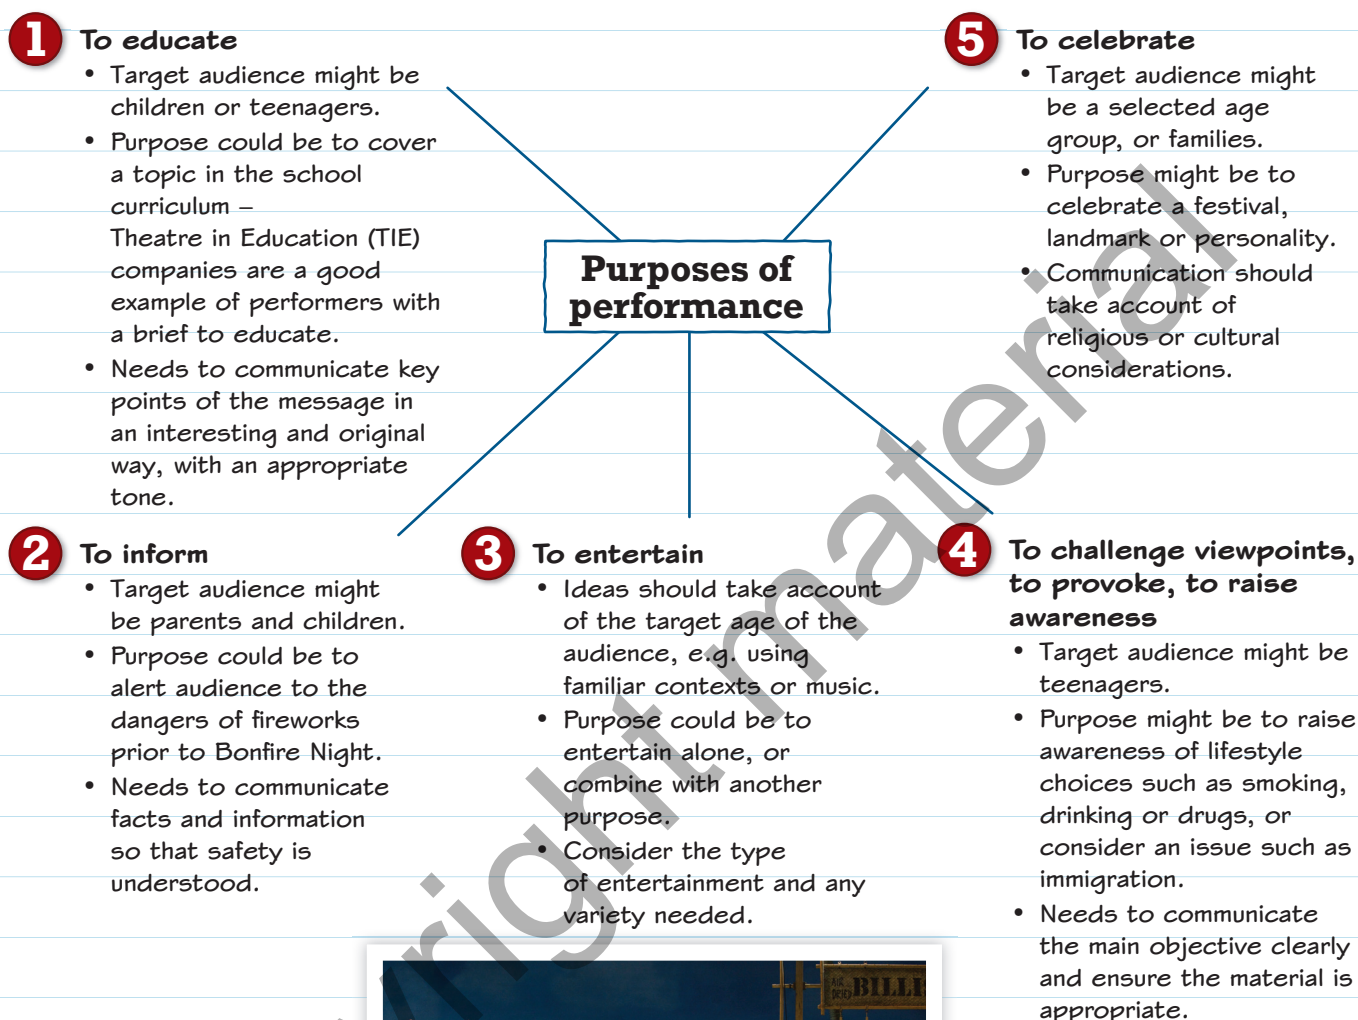 1 To educate
• Target audience might be
children or teenagers.
• Purpose could be to cover
a topic in the school
curriculum –
Theatre in Education (TIE)
companies are a good
example of performers with
a brief to educate.
• Needs to communicate key
points of the message in
an interesting and original
way, with an appropriate
tone.
5 To celebrate
• Target audience might
be a selected age
group, or families.
• Purpose might be to
celebrate a festival,
landmark or personality.
• Communication should
take account of
religious or cultural
considerations.
Purposes of
performance
2 To inform
• Target audience might
be parents and children.
• Purpose could be to
alert audience to the
dangers of fireworks
prior to Bonfire Night.
• Needs to communicate
facts and information
so that safety is
understood.
3 To entertain
• Ideas should take account
of the target age of the
audience, e.g. using
familiar contexts or music.
• Purpose could be to
entertain alone, or
combine with another
purpose.
• Consider the type
of entertainment and any
variety needed.
4 To challenge viewpoints,
to provoke, to raise
awareness
• Target audience might be
teenagers.
• Purpose might be to raise
awareness of lifestyle
choices such as smoking,
drinking or drugs, or
consider an issue such as
immigration.
• Needs to communicate
the main objective clearly
and ensure the material is
appropriate.
yright material